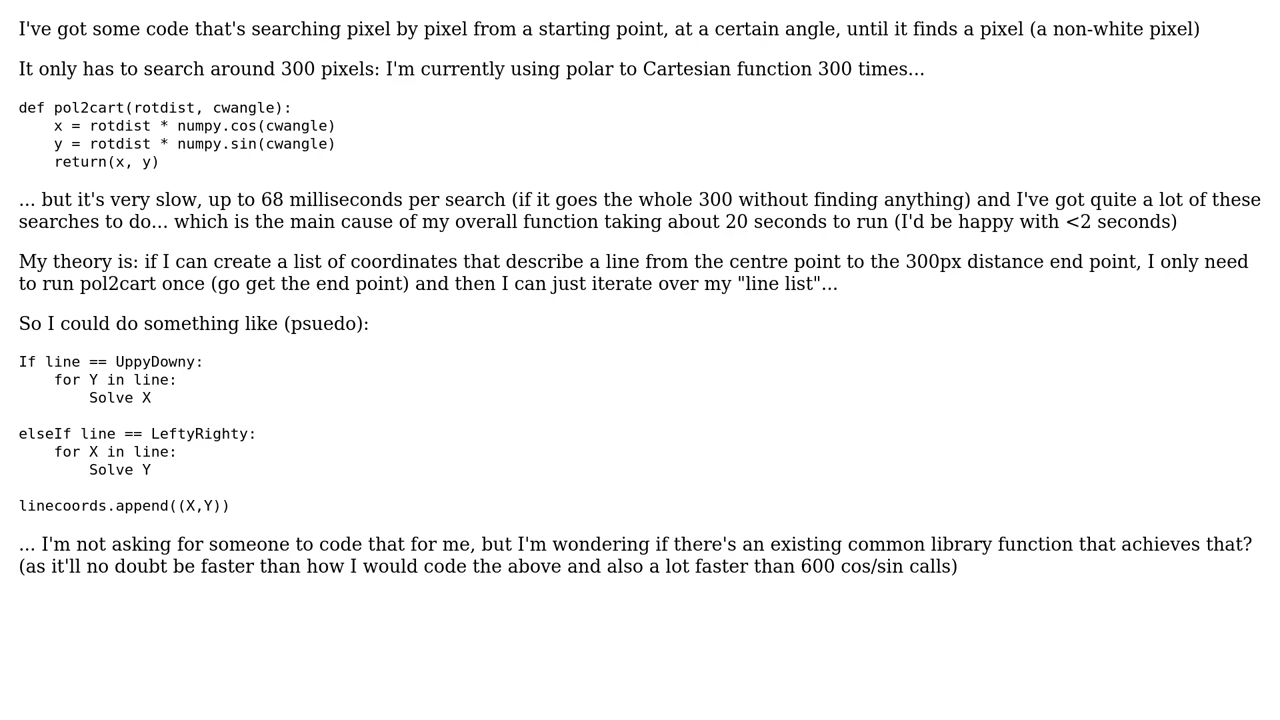 I've got some code that's searching pixel by pixel from a starting point, at a certain angle, until it finds a pixel (a non-white pixel)
It only has to search around 300 pixels: I'm currently using polar to Cartesian function 300 times...
def pol2cart(rotdist, cwangle):
    x = rotdist * numpy.cos(cwangle)
    y = rotdist * numpy.sin(cwangle)
    return(x, y)
... but it's very slow, up to 68 milliseconds per search (if it goes the whole 300 without finding anything) and I've got quite a lot of these
searches to do... which is the main cause of my overall function taking about 20 seconds to run (I'd be happy with <2 seconds)
My theory is: if I can create a list of coordinates that describe a line from the centre point to the 300px distance end point, I only need
to run pol2cart once (go get the end point) and then I can just iterate over my "line list"...
So I could do something like (psuedo):
If line == UppyDowny:
    for Y in line:
        Solve X
elseIf line == LeftyRighty:
    for X in line:
        Solve Y
linecoords.append((X,Y))
... I'm not asking for someone to code that for me, but I'm wondering if there's an existing common library function that achieves that?
(as it'll no doubt be faster than how I would code the above and also a lot faster than 600 cos/sin calls)